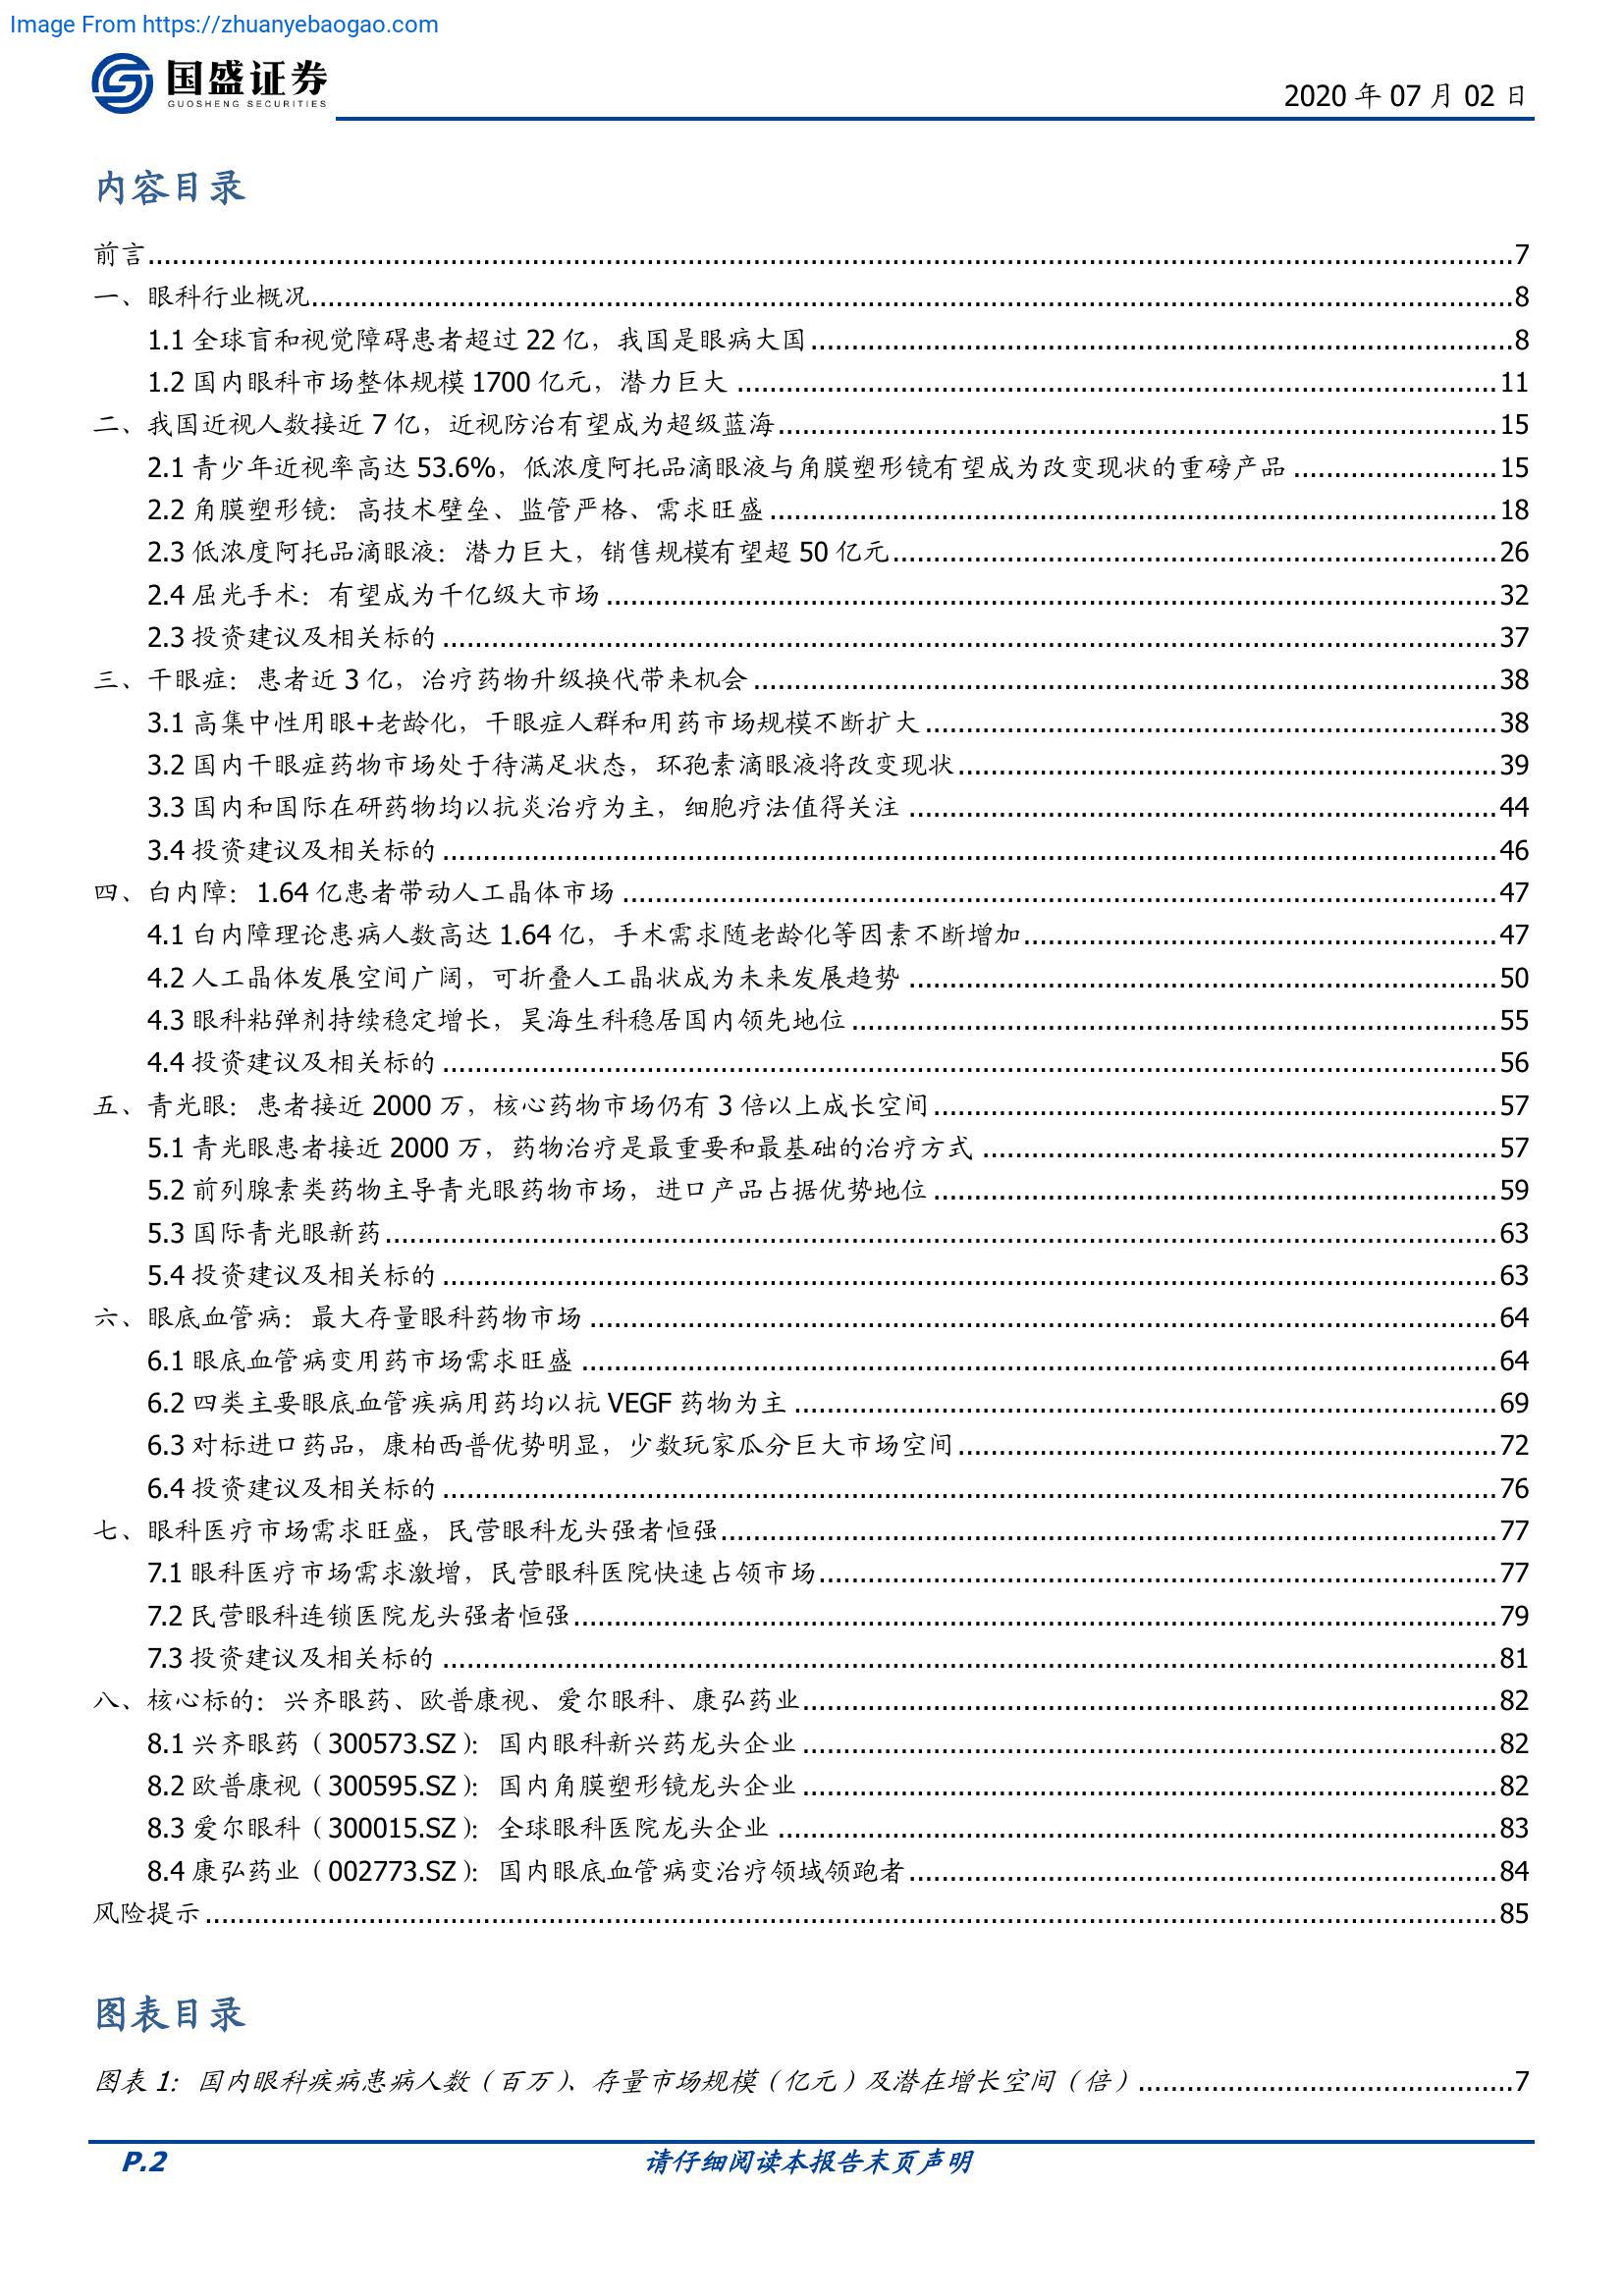 Image From https://zhuanyebaogao.com
国盛证券
GUOSHENG SECURITIES
2020 年 07 月 02 日
内容目录
前言...7
一、眼科行业概况...8
1.1 全球盲和视觉障碍患者超过 22 亿，我国是眼病大国...8
1.2 国内眼科市场整体规模 1700 亿元，潜力巨大...11
二、我国近视人数接近 7 亿，近视防治有望成为超级蓝海...15
2.1 青少年近视率高达 53.6%，低浓度阿托品滴眼液与角膜塑形镜有望成为改变现状的重磅产品...15
2.2 角膜塑形镜：高技术壁垒、监管严格、需求旺盛...18
2.3 低浓度阿托品滴眼液：潜力巨大，销售规模有望超 50 亿元...26
2.4 屈光手术：有望成为千亿级大市场...32
2.3 投资建议及相关标的...37
三、干眼症：患者近 3 亿，治疗药物升级换代带来机会...38
3.1 高集中性用眼+老龄化，干眼症人群和用药市场规模不断扩大...38
3.2 国内干眼症药物市场处于待满足状态，环孢素滴眼液将改变现状...39
3.3 国内和国际在研药物均以抗炎治疗为主，细胞疗法值得关注...44
3.4 投资建议及相关标的...46
四、白内障：1.64 亿患者带动人工晶体市场...47
4.1 白内障理论患病人数高达 1.64 亿，手术需求随老龄化等因素不断增加...47
4.2 人工晶体发展空间广阔，可折叠人工晶状成为未来发展趋势...50
4.3 眼科粘弹剂持续稳定增长，昊海生科稳居国内领先地位...55
4.4 投资建议及相关标的...56
五、青光眼：患者接近 2000 万，核心药物市场仍有 3 倍以上成长空间...57
5.1 青光眼患者接近 2000 万，药物治疗是最重要和最基础的治疗方式...57
5.2 前列腺素类药物主导青光眼药物市场，进口产品占据优势地位...59
5.3 国际青光眼新药...63
5.4 投资建议及相关标的...63
六、眼底血管病：最大存量眼科药物市场...64
6.1 眼底血管病变用药市场需求旺盛...64
6.2 四类主要眼底血管疾病用药均以抗 VEGF 药物为主...69
6.3 对标进口药品，康柏西普优势明显，少数玩家瓜分巨大市场空间...72
6.4 投资建议及相关标的...76
七、眼科医疗市场需求旺盛，民营眼科龙头强者恒强...77
7.1 眼科医疗市场需求激增，民营眼科医院快速占领市场...77
7.2 民营眼科连锁医院龙头强者恒强...79
7.3 投资建议及相关标的...81
八、核心标的：兴齐眼药、欧普康视、爱尔眼科、康弘药业...82
8.1 兴齐眼药（300573.SZ）：国内眼科新兴药龙头企业...82
8.2 欧普康视（300595.SZ）：国内角膜塑形镜龙头企业...82
8.3 爱尔眼科（300015.SZ）：全球眼科医院龙头企业...83
8.4 康弘药业（002773.SZ）：国内眼底血管病变治疗领域领跑者...84
风险提示...85
图表目录
图表 1：国内眼科疾病患病人数（百万）、存量市场规模（亿元）及潜在增长空间（倍）...7
P.2
请仔细阅读本报告末页声明